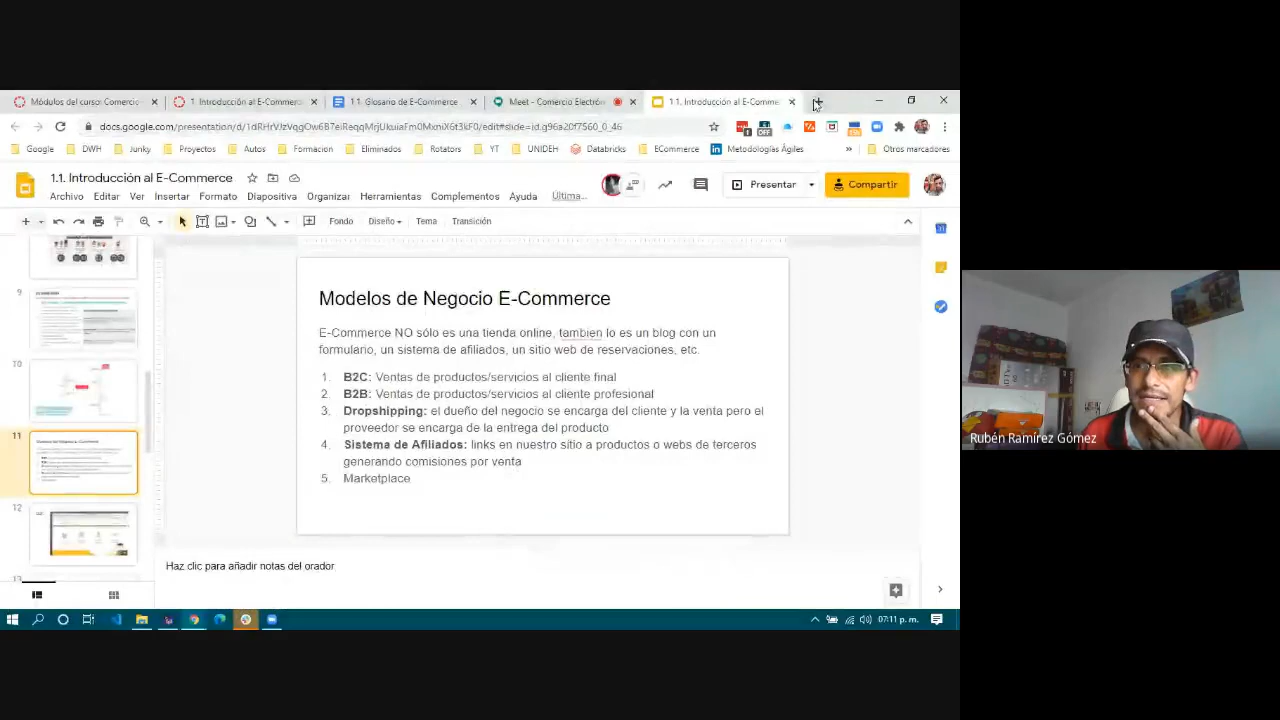 Módulos del curso: Comercio
1. Introducción al E-Commerce
1.1. Glosario de E-Commerce
Meet - Comercio Electrón
1.1. Introducción al E-Comme
docs.google.com/presentation/d/1dRHrVJzVqgOw6B7eiReqqMrjUkuiaFm0MxniX6t3kF0/edit#slide=id.g96a20f7560_0_46
Google
DWH
Junky
Proyectos
Autos
Formacion
Eliminados
Rotators
YT
UNIDEH
Databricks
ECommerce
Metodologías Ágiles
»
Otros marcadores
1.1. Introducción al E-Commerce
Archivo Editar Ver Insertar Formato Diapositiva Organizar Herramientas Complementos Ayuda Última...
Presentar
Compartir
Fondo Diseño Tema Transición
Modelos de Negocio E-Commerce
E-Commerce NO sólo es una tienda online, tambien lo es un blog con un
formulario, un sistema de afiliados, un sitio web de reservaciones, etc.
1. B2C: Ventas de productos/servicios al cliente final
2. B2B: Ventas de productos/servicios al cliente profesional
3. Dropshipping: el dueño del negocio se encarga del cliente y la venta pero el
proveedor se encarga de la entrega del producto
4. Sistema de Afiliados: links en nuestro sitio a productos o webs de terceros
generando comisiones por venta
5. Marketplace
9
10
11
12
13
Haz clic para añadir notas del orador
07:11 p. m.
Rubén Ramírez Gómez